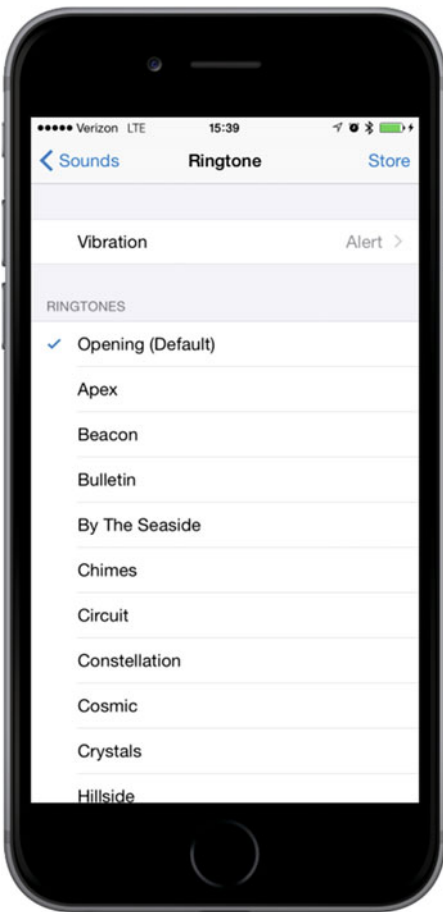 Verizon LTE 15:39
Sounds Ringtone Store
Vibration Alert
RINGTONES
Opening (Default)
Apex
Beacon
Bulletin
By The Seaside
Chimes
Circuit
Constellation
Cosmic
Crystals
Hillside